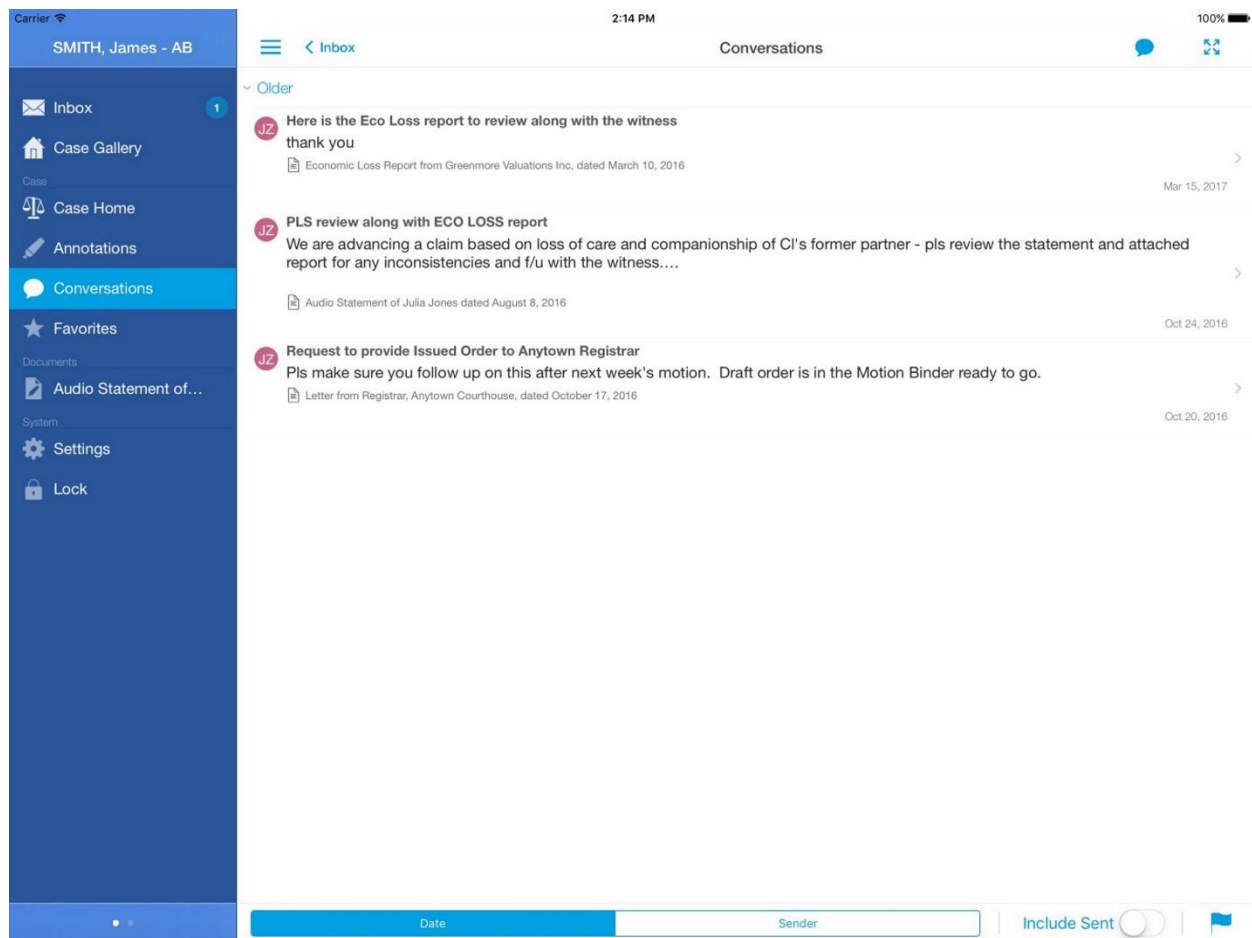 Carrier
2:14 PM
100%
SMITH, James - AB
Inbox
1
Case Gallery
Case
Case Home
Annotations
Conversations
Favorites
Documents
Audio Statement of...
System
Settings
Lock
Inbox
Conversations
Older
JZ
Here is the Eco Loss report to review along with the witness
thank you
Economic Loss Report from Greenmore Valuations Inc, dated March 10, 2016
Mar 15, 2017
JZ
PLS review along with ECO LOSS report
We are advancing a claim based on loss of care and companionship of Cl's former partner - pls review the statement and attached
report for any inconsistencies and f/u with the witness....
Audio Statement of Julia Jones dated August 8, 2016
Oct 24, 2016
JZ
Request to provide Issued Order to Anytown Registrar
Pls make sure you follow up on this after next week's motion.  Draft order is in the Motion Binder ready to go.
Letter from Registrar, Anytown Courthouse, dated October 17, 2016
Oct 20, 2016
Date
Sender
Include Sent